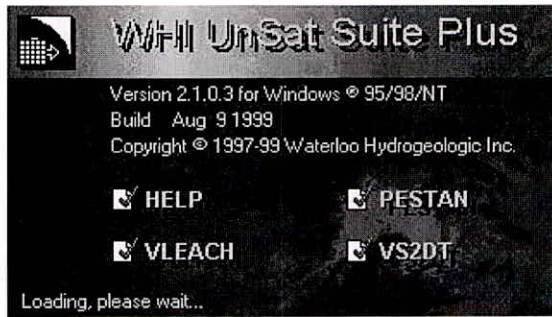 WHI UnSat Suite Plus
Version 2.1.0.3 for Windows ® 95/98/NT
Build Aug 9 1999
Copyright © 1997-99 Waterloo Hydrogeologic Inc.
HELP PESTAN
VLEACH VS2DT
Loading, please wait...